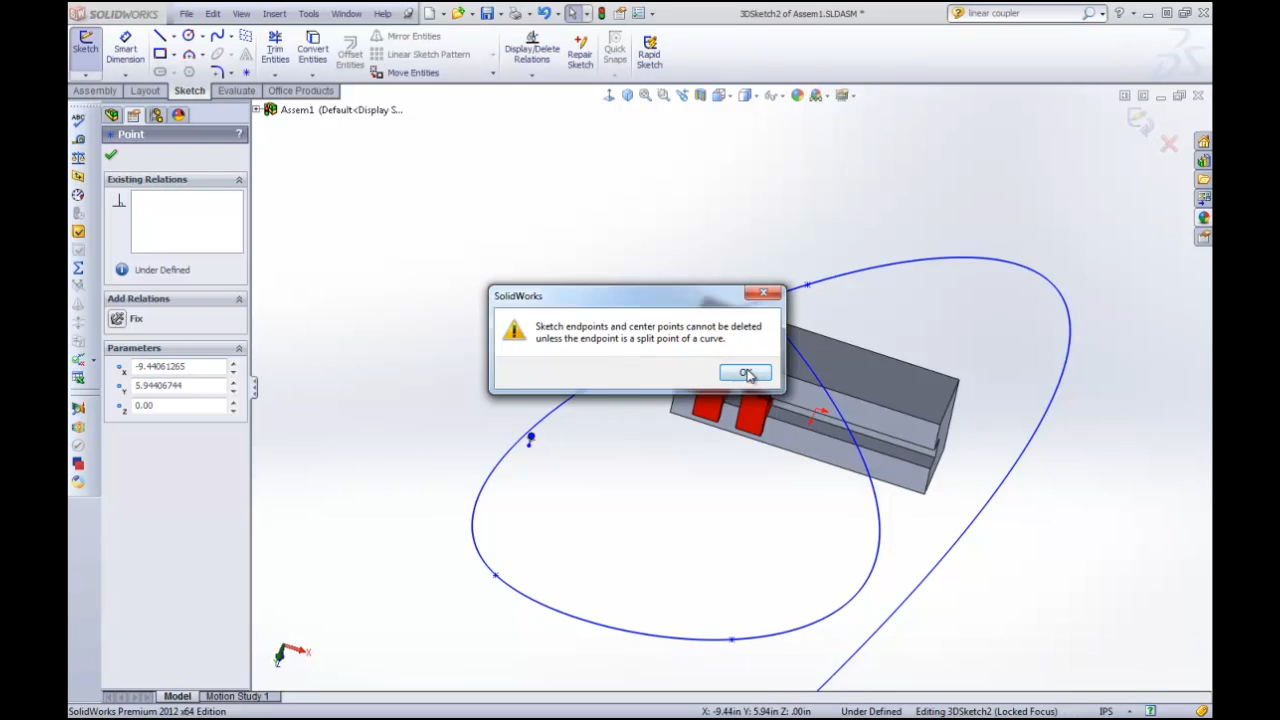 SOLIDWORKS File Edit View Insert Tools Window Help 3DSketch2 of Assem1.SLDASM linear coupler
Sketch Smart Dimension Trim Entities Convert Entities Offset Entities Mirror Entities Linear Sketch Pattern Move Entities Display/Delete Relations Repair Sketch Quick Snaps Rapid Sketch
Assembly Layout Sketch Evaluate Office Products
Assem1 (Default<Display S...
Point ?
Existing Relations
Under Defined
Add Relations
Fix
Parameters
X -9.44061265
Y 5.94406744
Z 0.00
SolidWorks
Sketch endpoints and center points cannot be deleted
unless the endpoint is a split point of a curve.
OK
X
Model Motion Study 1
SolidWorks Premium 2012 x64 Edition X: -9.44in Y: 5.94in Z: .00in Under Defined Editing 3DSketch2 (Locked Focus) IPS